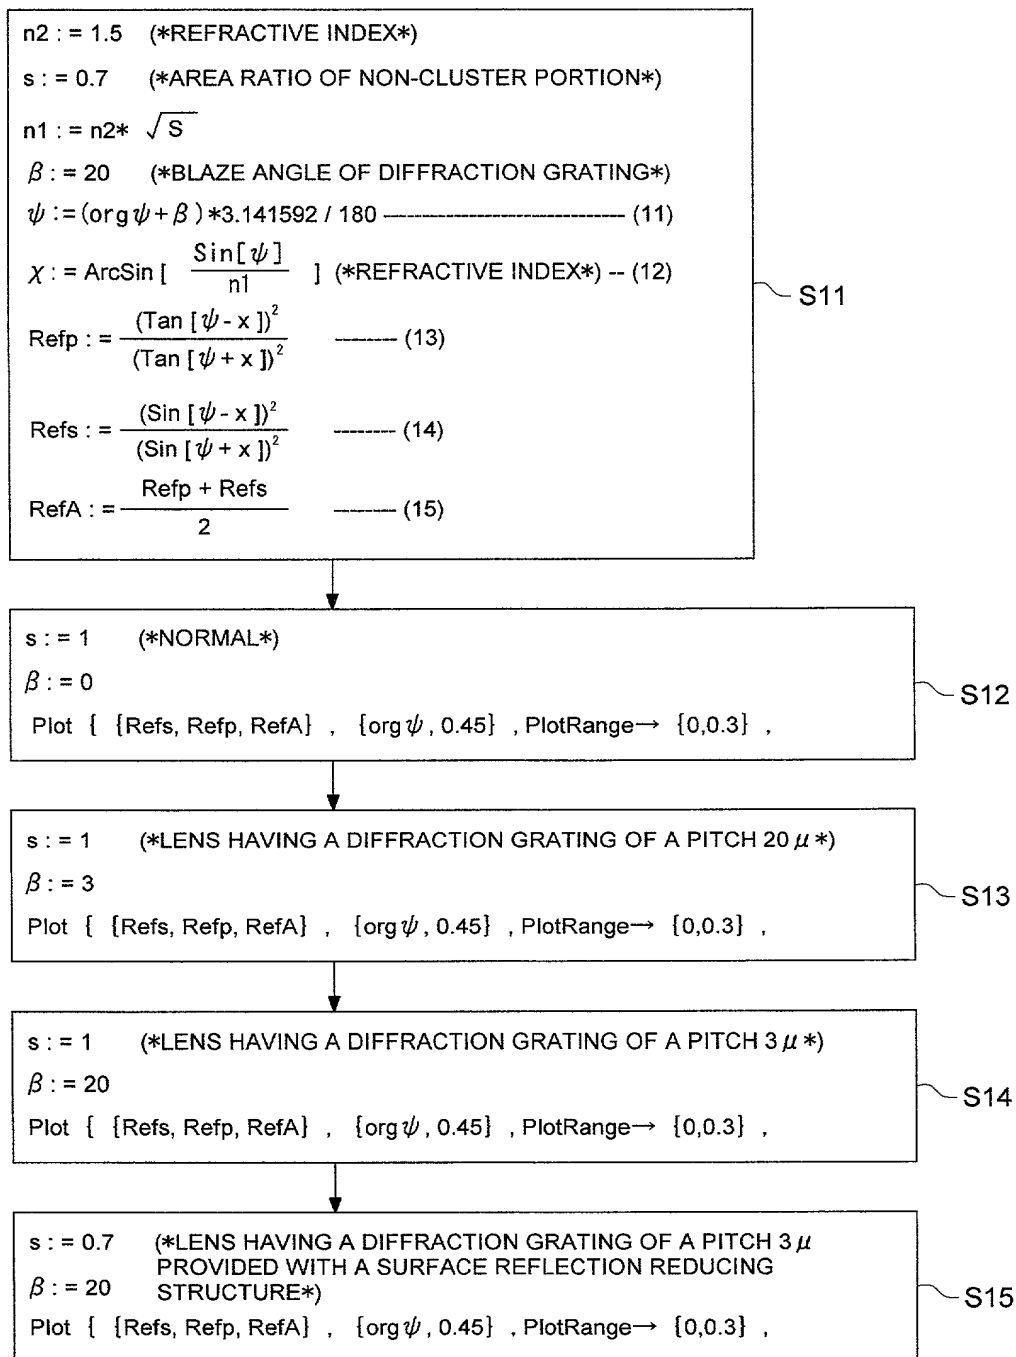 n2 : = 1.5 (*REFRACTIVE INDEX*)
s : = 0.7 (*AREA RATIO OF NON-CLUSTER PORTION*)
n1 : = n2* √S
β : = 20 (*BLAZE ANGLE OF DIFFRACTION GRATING*)
ψ := (orgψ+β)*3.141592 / 180 ---------- (11)
χ : = ArcSin [ Sin[ψ] / n1 ] (*REFRACTIVE INDEX*) -- (12)
Refp : = (Tan [ψ- x ])² / (Tan [ψ+ x ])² -------- (13)
Refs : = (Sin [ψ- x ])² / (Sin [ψ+ x ])² -------- (14)
RefA : = Refp + Refs / 2 -------- (15)
S11
s : = 1 (*NORMAL*)
β : = 0
Plot { {Refs, Refp, RefA} , {orgψ, 0.45} , PlotRange→ {0,0.3} ,
S12
s : = 1 (*LENS HAVING A DIFFRACTION GRATING OF A PITCH 20 μ *)
β : = 3
Plot { {Refs, Refp, RefA} , {orgψ, 0.45} , PlotRange→ {0,0.3} ,
S13
s : = 1 (*LENS HAVING A DIFFRACTION GRATING OF A PITCH 3 μ *)
β : = 20
Plot { {Refs, Refp, RefA} , {orgψ, 0.45} , PlotRange→ {0,0.3} ,
S14
s : = 0.7 (*LENS HAVING A DIFFRACTION GRATING OF A PITCH 3 μ
PROVIDED WITH A SURFACE REFLECTION REDUCING
β : = 20 STRUCTURE*)
Plot { {Refs, Refp, RefA} , {orgψ, 0.45} , PlotRange→ {0,0.3} ,
S15